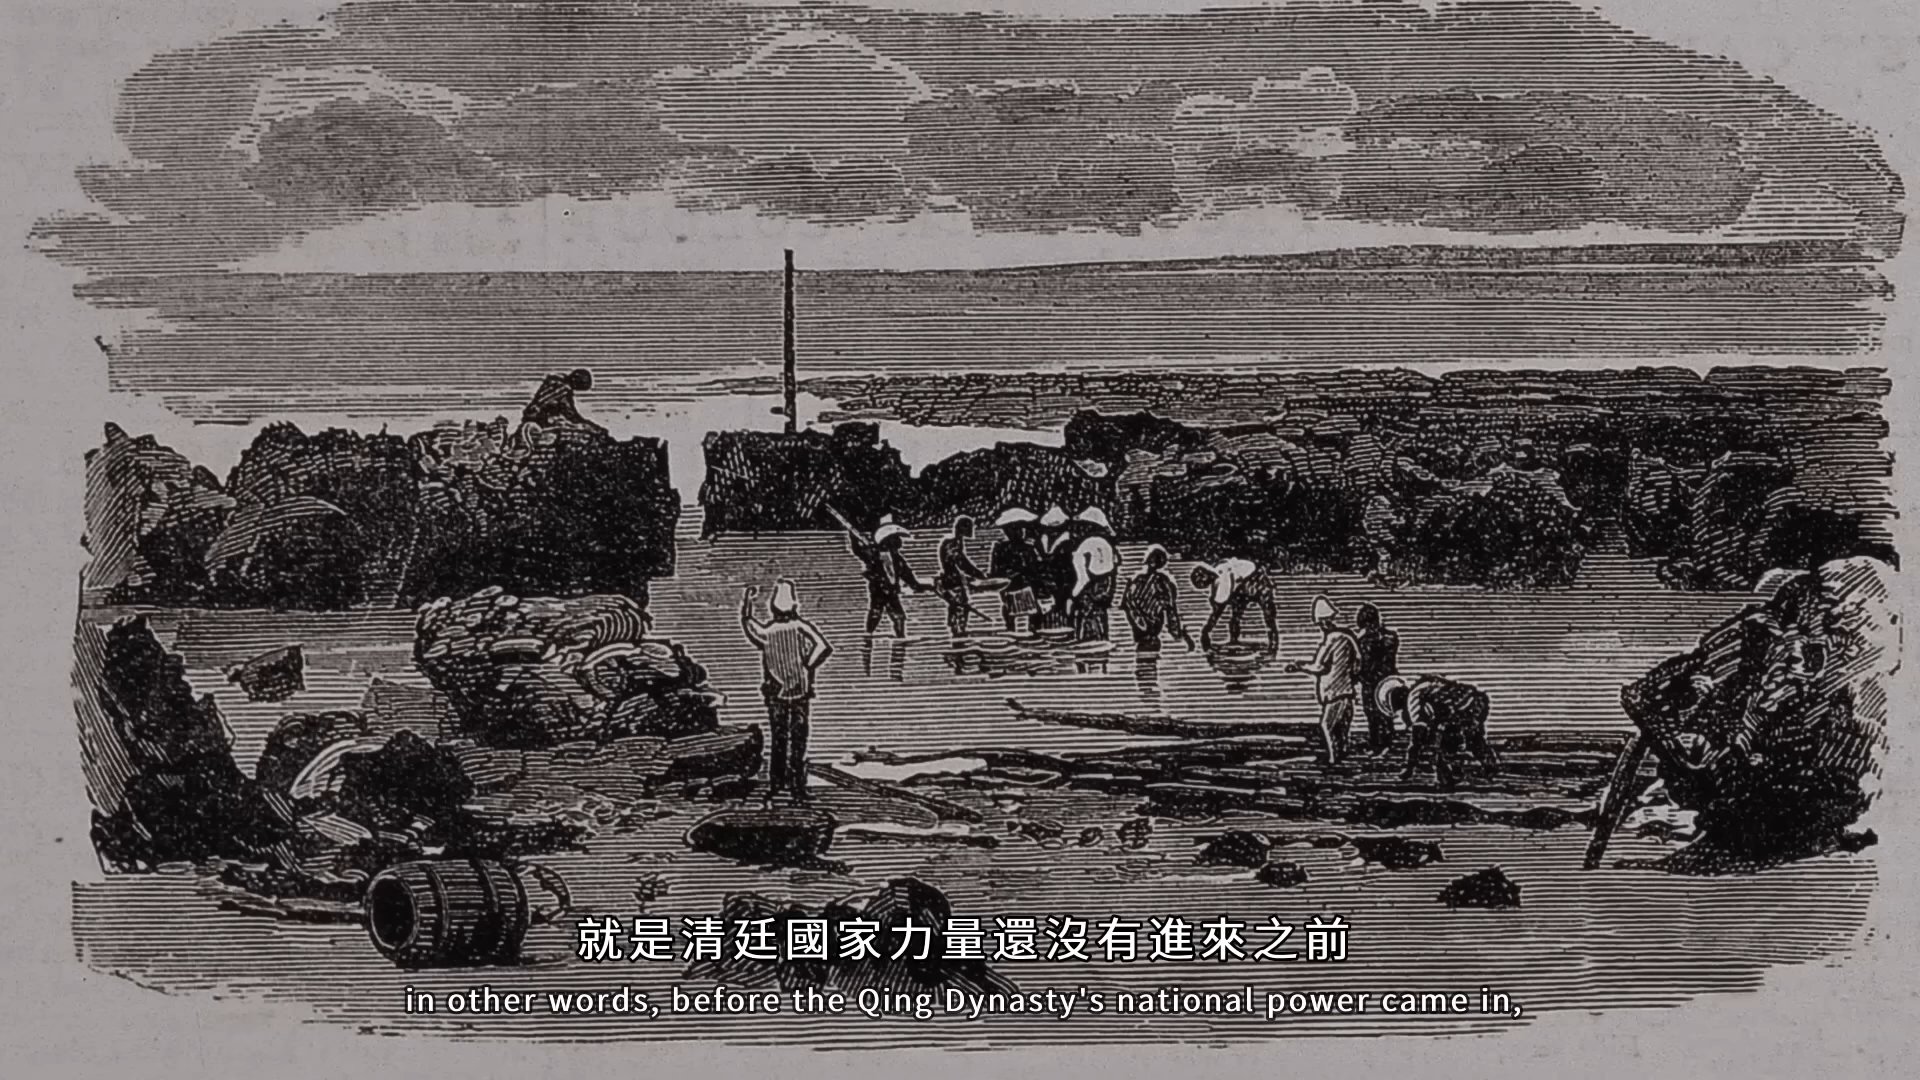 就是清廷國家力量還沒有進來之前
in other words, before the Qing Dynasty's national power came in,